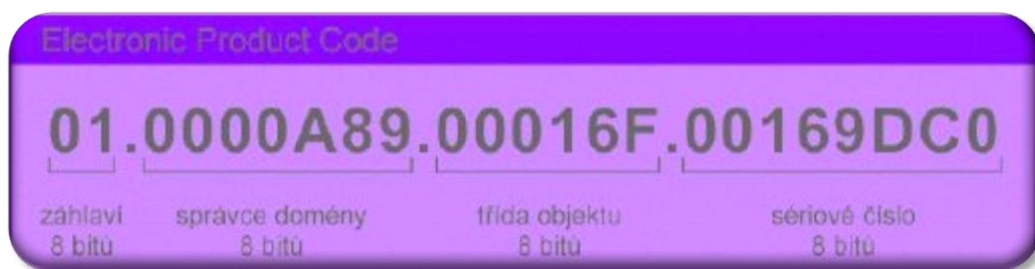 Electronic Product Code
01.0000A89.00016F.00169DC0
záhlaví správce domény třída objektu sériové číslo
8 bitů 8 bitů 8 bitů 8 bitů